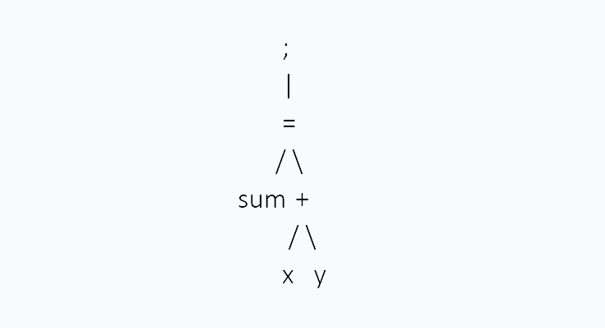 ;
|
=
/ \
sum +
/ \
x y